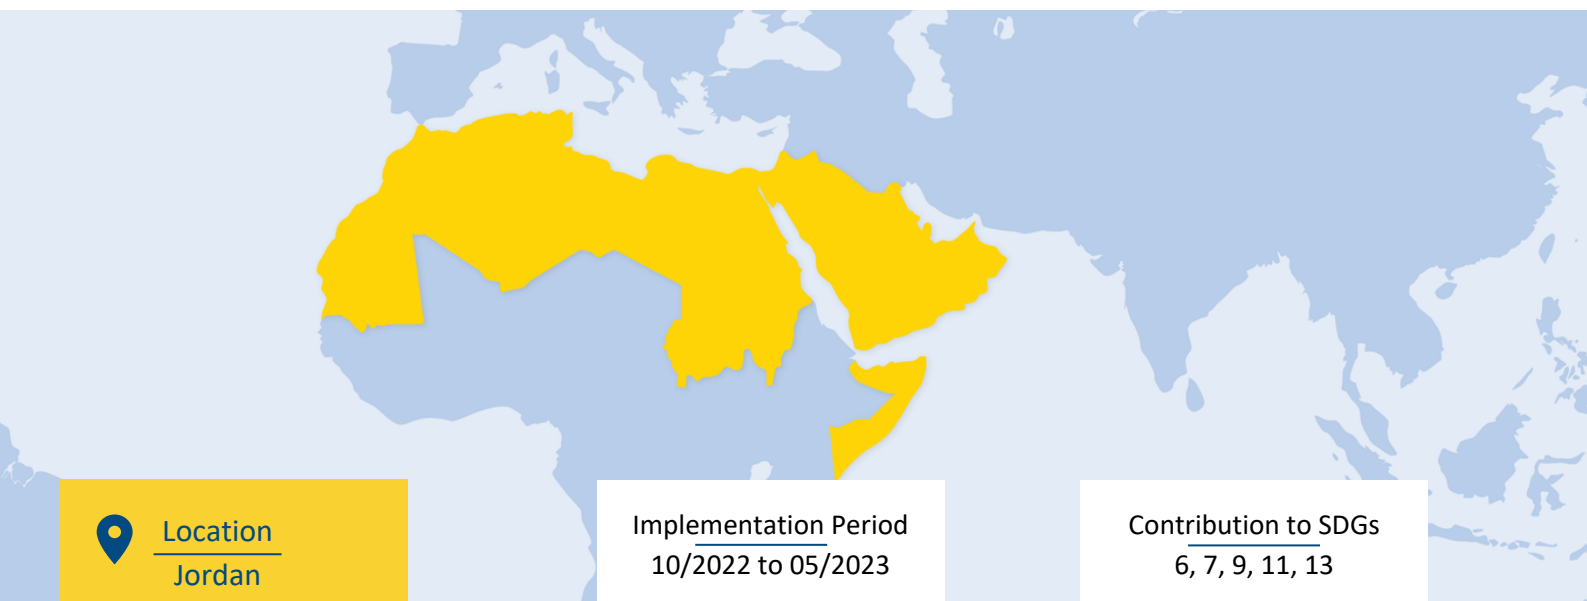 Location
Jordan
Implementation Period
10/2022 to 05/2023
Contribution to SDGs
6, 7, 9, 11, 13